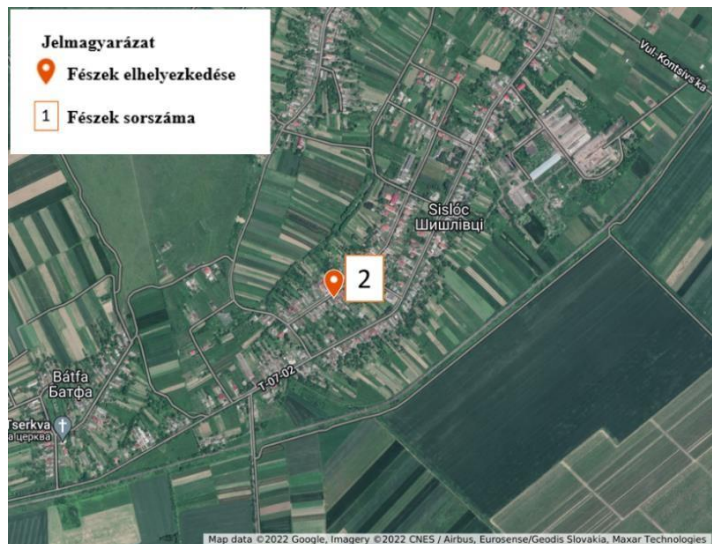 Jelmagyarázat
Fészek elhelyezkedése
1 Fészek sorszáma
Vul. Kontsivs'ka
Sislóc
Шишлівці
2
T-07-02
Bátfa
Батфа
Tserkva
церква
Map data ©2022 Google, Imagery ©2022 CNES / Airbus, Eurosense/Geodis Slovakia, Maxar Technologies